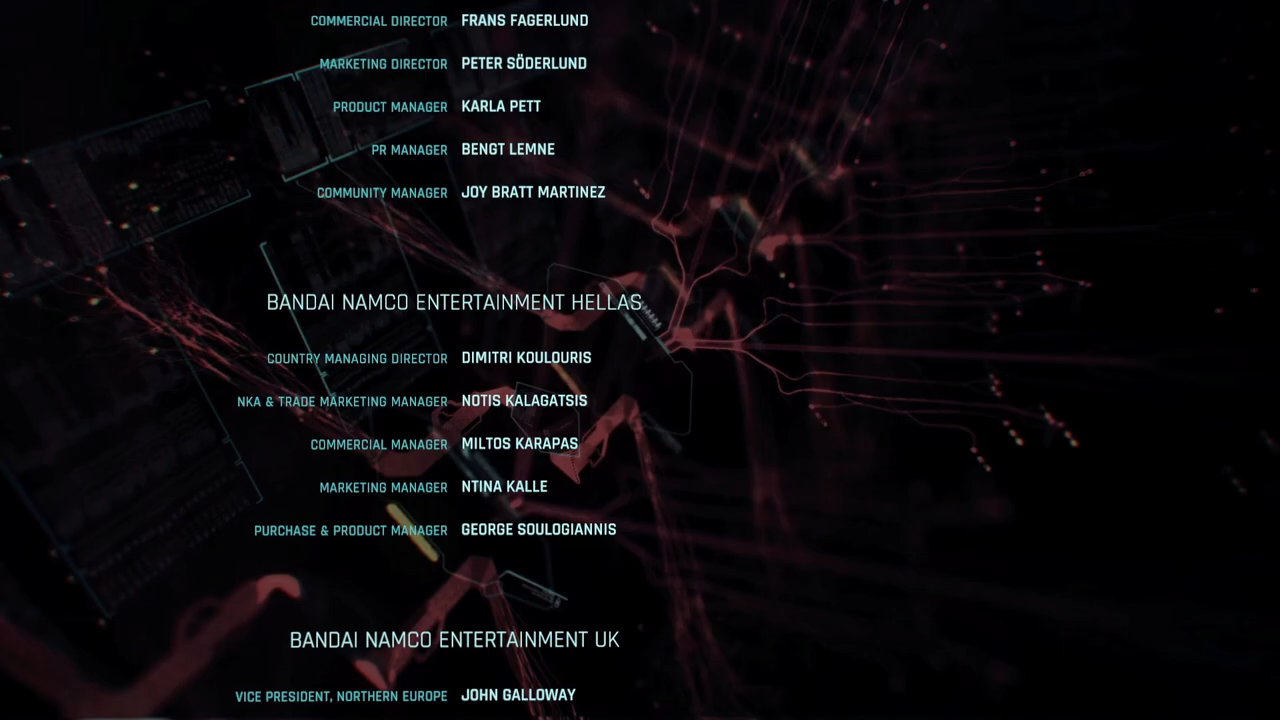 COMMERCIAL DIRECTOR FRANS FAGERLUND
MARKETING DIRECTOR PETER SÖDERLUND
PRODUCT MANAGER KARLA PETT
PR MANAGER BENGT LEMNE
COMMUNITY MANAGER JOY BRATT MARTINEZ
BANDAI NAMCO ENTERTAINMENT HELLAS
COUNTRY MANAGING DIRECTOR DIMITRI KOULOURIS
NKA & TRADE MARKETING MANAGER NOTIS KALAGATSIS
COMMERCIAL MANAGER MILTOS KARAPAS
MARKETING MANAGER NTINA KALLE
PURCHASE & PRODUCT MANAGER GEORGE SOULOGIANNIS
BANDAI NAMCO ENTERTAINMENT UK
VICE PRESIDENT, NORTHERN EUROPE JOHN GALLOWAY